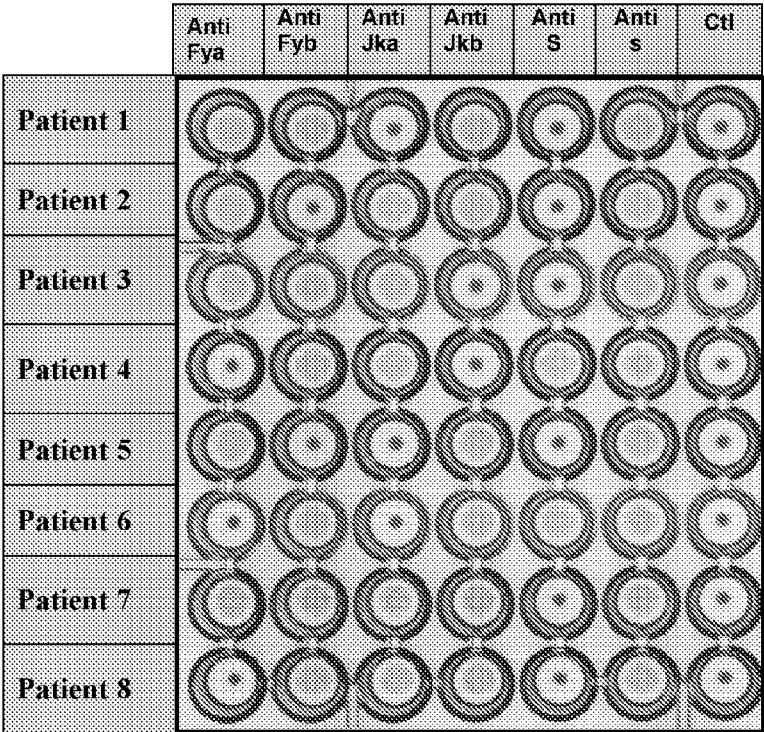 Anti Fya
Anti Fyb
Anti Jka
Anti Jkb
Anti S
Anti s
Ctl
Patient 1
Patient 2
Patient 3
Patient 4
Patient 5
Patient 6
Patient 7
Patient 8